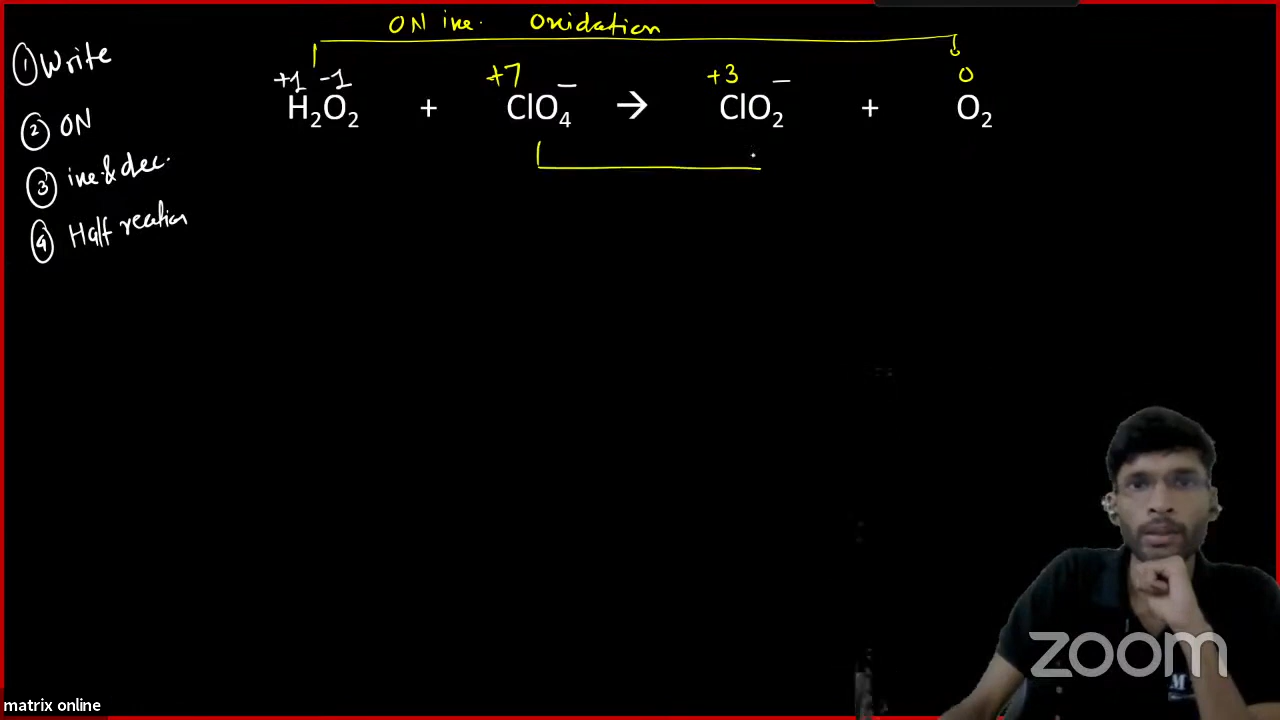 ON inc. Oxidation
① Write
+1 -1 +7 +3 0
H₂O₂ + ClO₄⁻ → ClO₂⁻ + O₂
② ON
③ inc. & dec.
④ Half reaction
zoom
M
matrix online